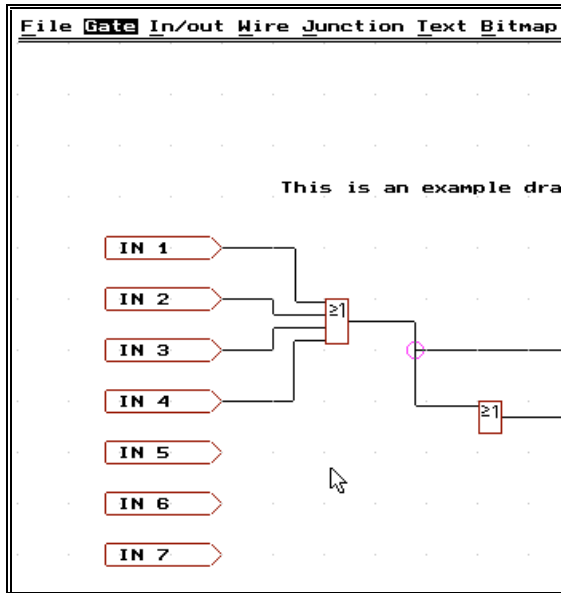 File Gate In/out Wire Junction Text Bitmap
This is an example dra
IN 1
IN 2
≥1
IN 3
IN 4
≥1
IN 5
IN 6
IN 7